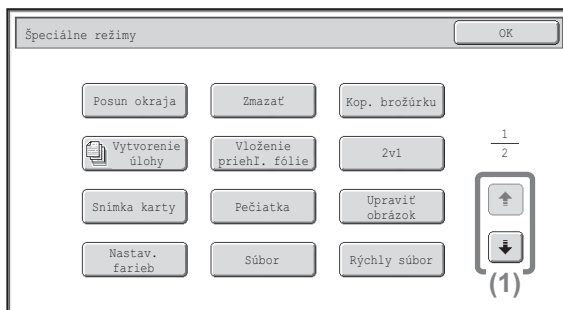 Špeciálne režimy
OK
Posun okraja
Zmazať
Kop. brožúrku
Vytvorenie
úlohy
Vloženie
priehľ. fólie
2v1
1
2
Snímka karty
Pečiatka
Upraviť
obrázok
Nastav.
farieb
Súbor
Rýchly súbor
(1)